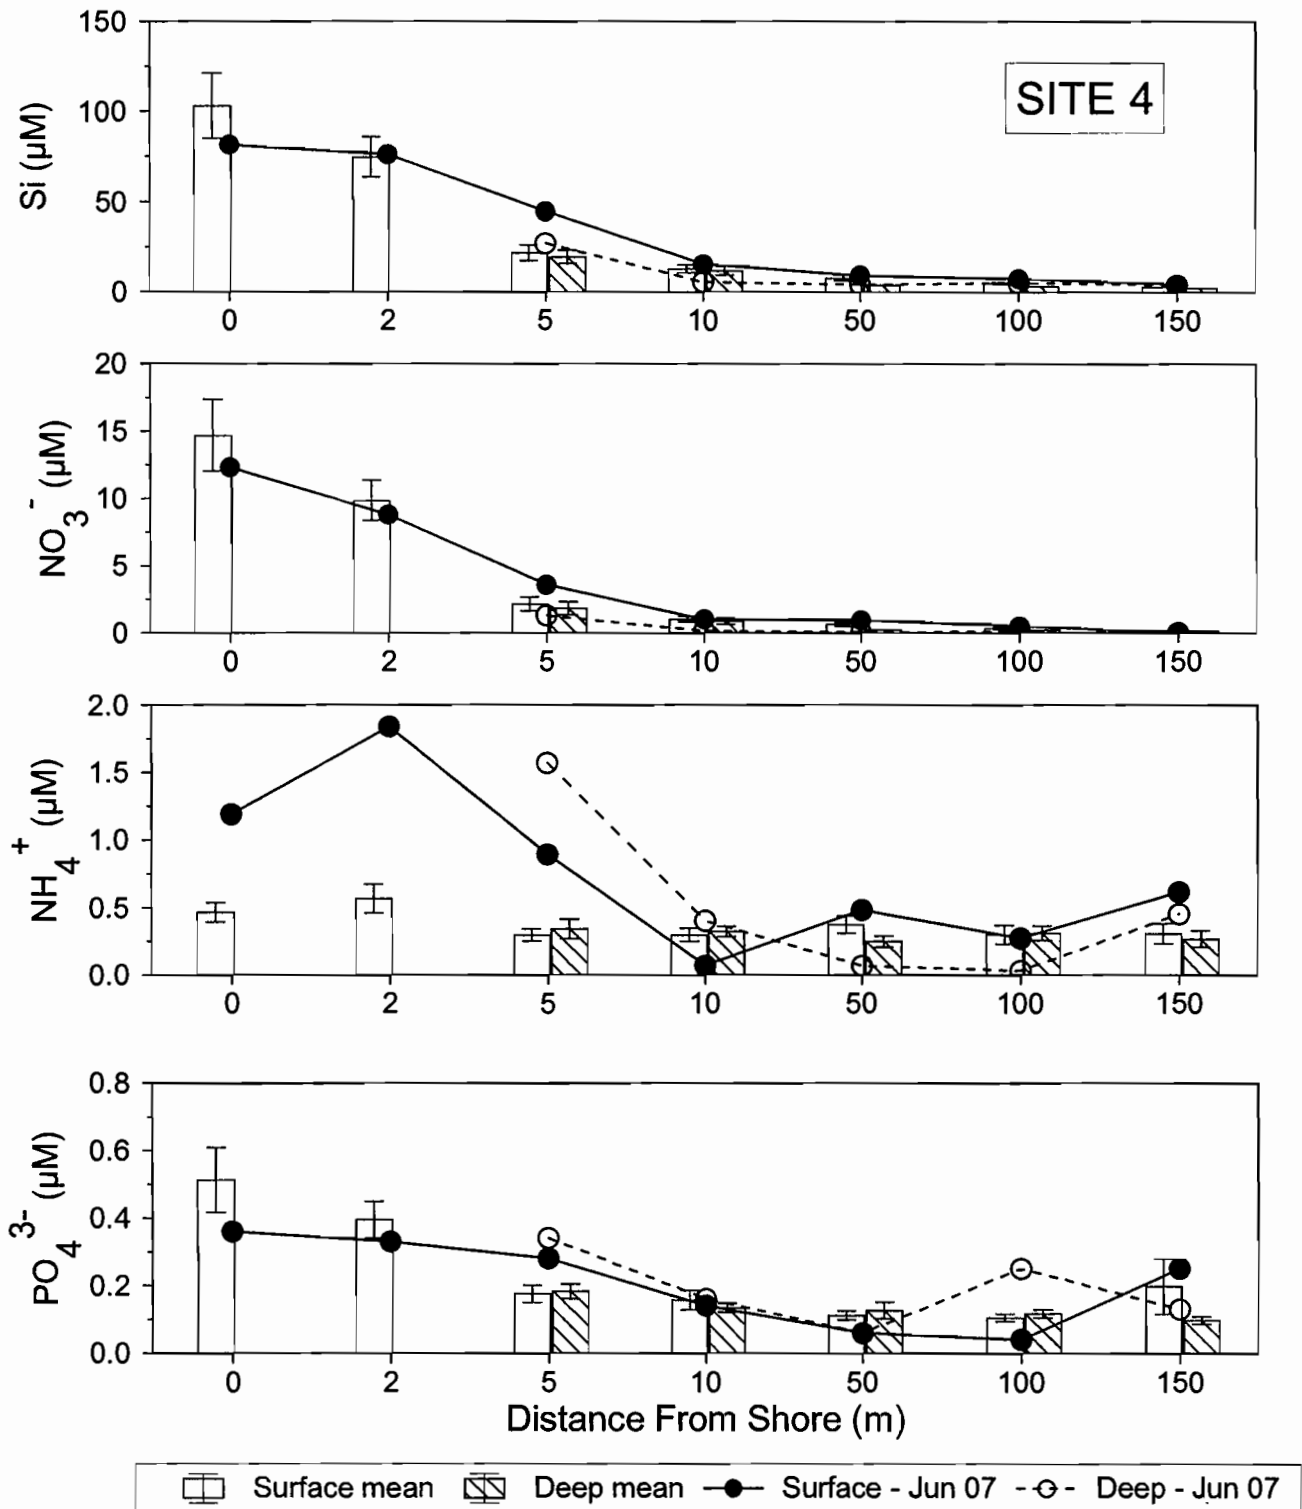 SITE 4
Si (µM)
150
100
50
0
0 2 5 10 50 100 150
NO3- (µM)
20
15
10
5
0
0 2 5 10 50 100 150
NH4+ (µM)
2.0
1.5
1.0
0.5
0.0
0 2 5 10 50 100 150
PO4 3- (µM)
0.8
0.6
0.4
0.2
0.0
0 2 5 10 50 100 150
Distance From Shore (m)
Surface mean Deep mean Surface - Jun 07 Deep - Jun 07